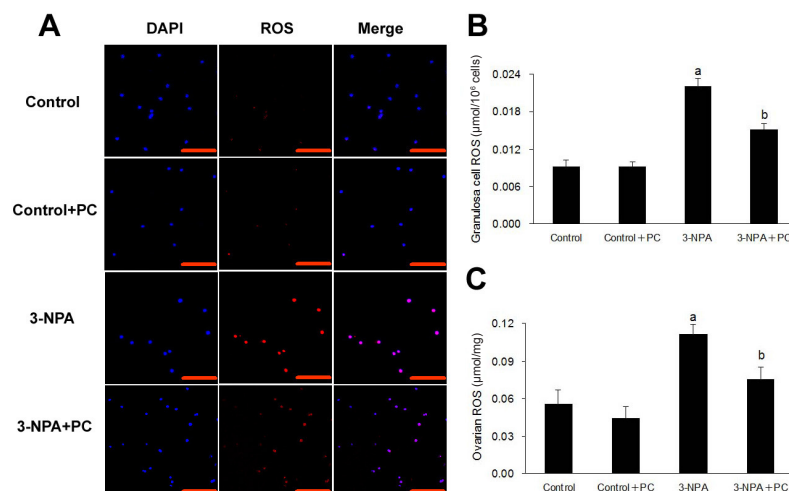 A
DAPI ROS Merge
Control
Control+PC
3-NPA
3-NPA+PC
B
Granulosa cell ROS (μmol/10⁶ cells)
0.024
0.018
0.012
0.006
0.000
a
b
Control Control+PC 3-NPA 3-NPA+PC
C
Ovarian ROS (μmol/mg)
0.12
0.09
0.06
0.03
0.00
a
b
Control Control+PC 3-NPA 3-NPA+PC